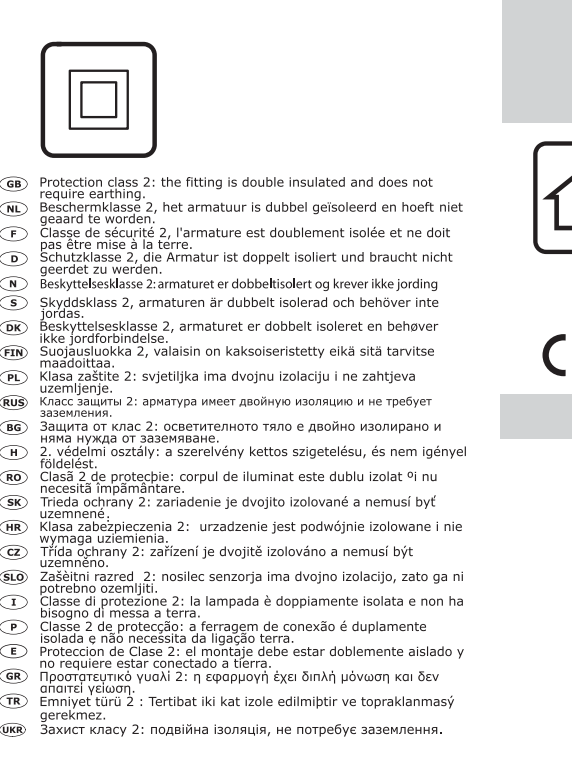 GB Protection class 2: the fitting is double insulated and does not
require earthing.
NL Beschermklasse 2, het armatuur is dubbel geïsoleerd en hoeft niet
geaard te worden.
F Classe de sécurité 2, l'armature est doublement isolée et ne doit
pas être mise à la terre.
D Schutzklasse 2, die Armatur ist doppelt isoliert und braucht nicht
geerdet zu werden.
N Beskyttelsesklasse 2: armaturet er dobbeltisolert og krever ikke jording
S Skyddsklass 2, armaturen är dubbelt isolerad och behöver inte
jordas.
DK Beskyttelsesklasse 2, armaturet er dobbelt isoleret en behøver
ikke jordforbindelse.
FIN Suojausluokka 2, valaisin on kaksoiseristetty eikä sitä tarvitse
maadoittaa.
PL Klasa zaštite 2: svjetiljka ima dvojnu izolaciju i ne zahtjeva
uzemljenje.
RUS Класс защиты 2: арматура имеет двойную изоляцию и не требует
заземления.
BG Защита от клас 2: осветителното тяло е двойно изолирано и
няма нужда от заземяване.
H 2. védelmi osztály: a szerelvény kettos szigetelésú, és nem igényel
földelést.
RO Clasã 2 de protecþie: corpul de iluminat este dublu izolat ºi nu
necesitã împãmântare.
SK Trieda ochrany 2: zariadenie je dvojito izolované a nemusí byť
uzemnené.
HR Klasa zabezpieczenia 2: urzadzenie jest podwójnie izolowane i nie
wymaga uziemienia.
CZ Třída ochrany 2: zařízení je dvojitě izolováno a nemusí být
uzemněno.
SLO Zašèitni razred 2: nosilec senzorja ima dvojno izolacijo, zato ga ni
potrebno ozemljiti.
I Classe di protezione 2: la lampada è doppiamente isolata e non ha
bisogno di messa a terra.
P Classe 2 de protecção: a ferragem de conexão é duplamente
isolada e não necessita da ligação terra.
E Proteccion de Clase 2: el montaje debe estar doblemente aislado y
no requiere estar conectado a tierra.
GR Προστατευτικό γυαλί 2: η εφαρμογή έχει διπλή μόνωση και δεν
απαιτεί γείωση.
TR Emniyet türü 2 : Tertibat iki kat izole edilmiþtir ve topraklanmasý
gerekmez.
UKR Захист класу 2: подвійна ізоляція, не потребує заземлення.